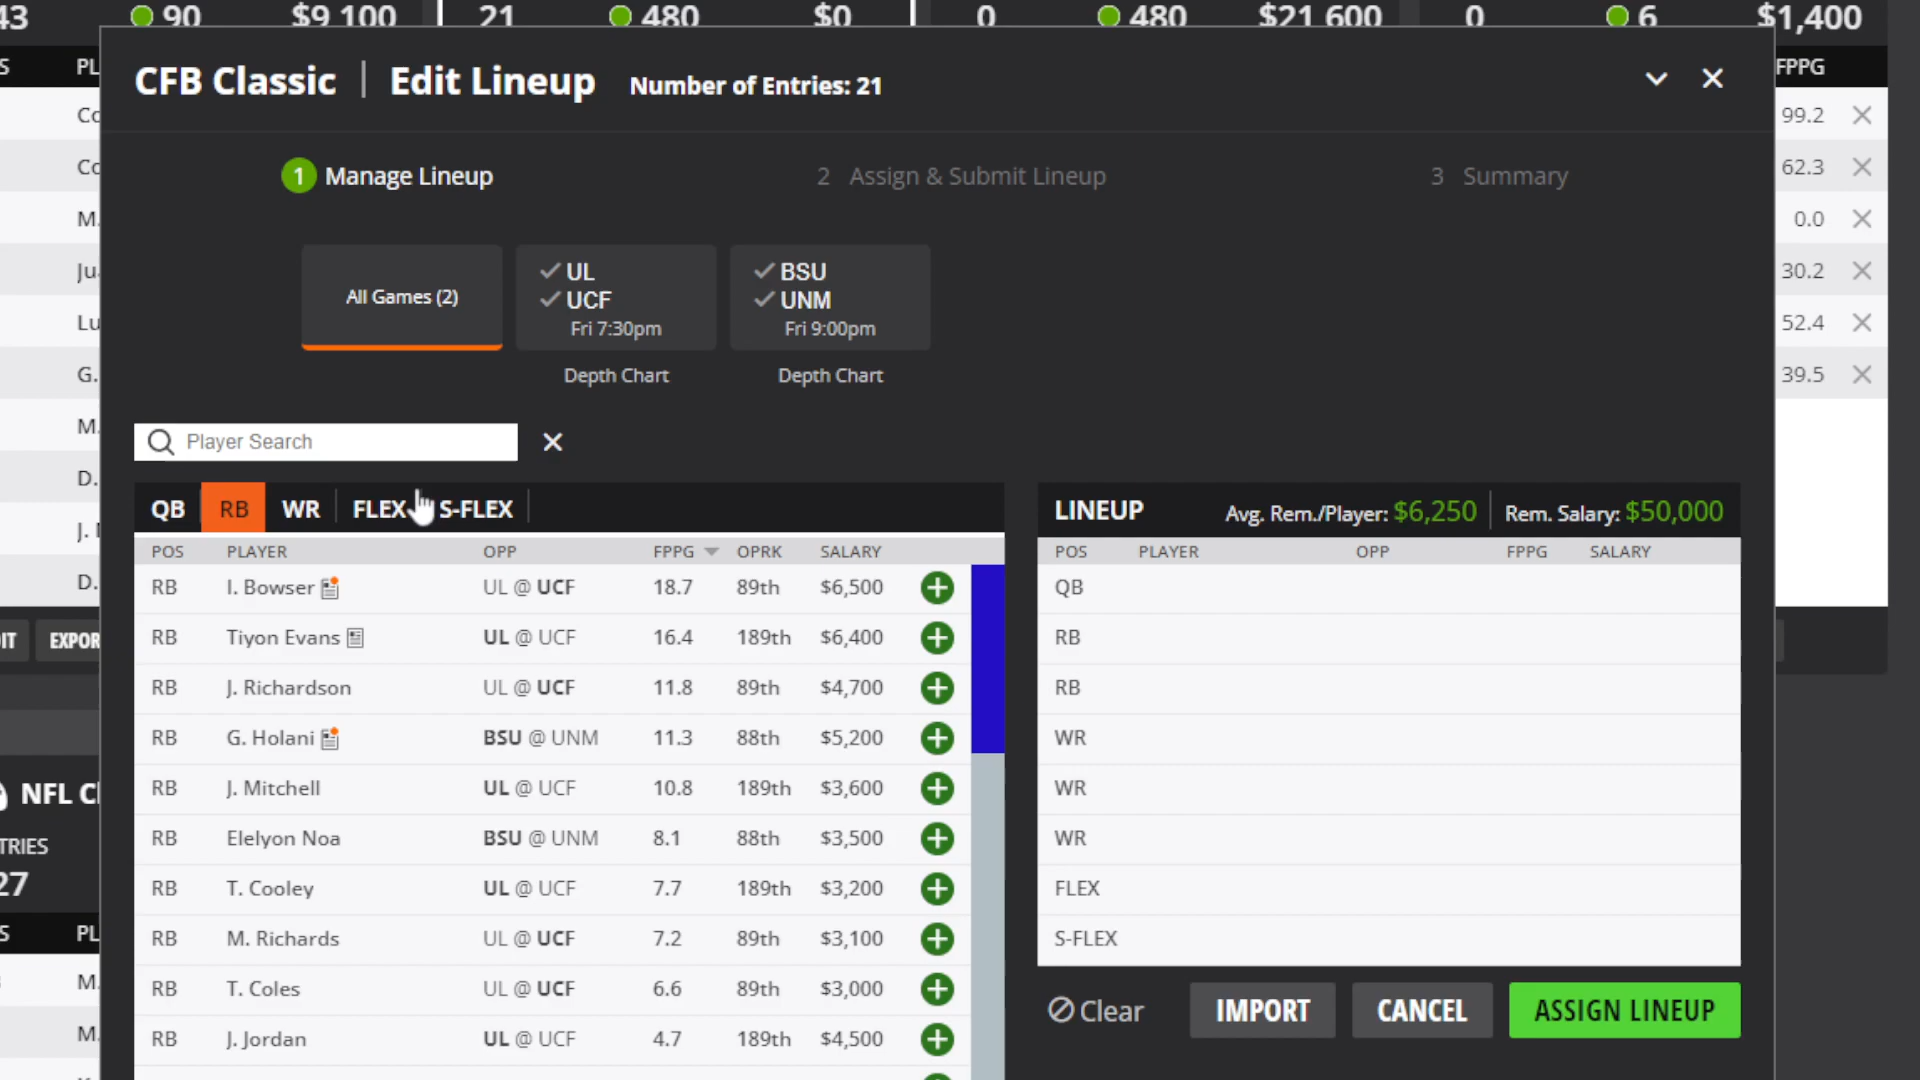 43 90 $9 100 21 480 $0 0 480 $21 600 0 6 $1,400
CFB Classic | Edit Lineup Number of Entries: 21
1 Manage Lineup 2 Assign & Submit Lineup 3 Summary
All Games (2)
UL
UCF
Fri 7:30pm
Depth Chart
BSU
UNM
Fri 9:00pm
Depth Chart
Player Search
QB RB WR FLEX S-FLEX
POS PLAYER OPP FPPG OPRK SALARY
RB I. Bowser UL @ UCF 18.7 89th $6,500
RB Tiyon Evans UL @ UCF 16.4 189th $6,400
RB J. Richardson UL @ UCF 11.8 89th $4,700
RB G. Holani BSU @ UNM 11.3 88th $5,200
RB J. Mitchell UL @ UCF 10.8 189th $3,600
RB Elelyon Noa BSU @ UNM 8.1 88th $3,500
RB T. Cooley UL @ UCF 7.7 189th $3,200
RB M. Richards UL @ UCF 7.2 89th $3,100
RB T. Coles UL @ UCF 6.6 89th $3,000
RB J. Jordan UL @ UCF 4.7 189th $4,500
LINEUP Avg. Rem./Player: $6,250 Rem. Salary: $50,000
POS PLAYER OPP FPPG SALARY
QB
RB
RB
WR
WR
WR
FLEX
S-FLEX
Clear IMPORT CANCEL ASSIGN LINEUP
S PL
Co
Co
M.
Ju
Lu
G.
M.
D.
J.
D.
IT EXPOR
NFL Cl
TRIES
27
S PL
M.
M.
FPPG
99.2
62.3
0.0
30.2
52.4
39.5